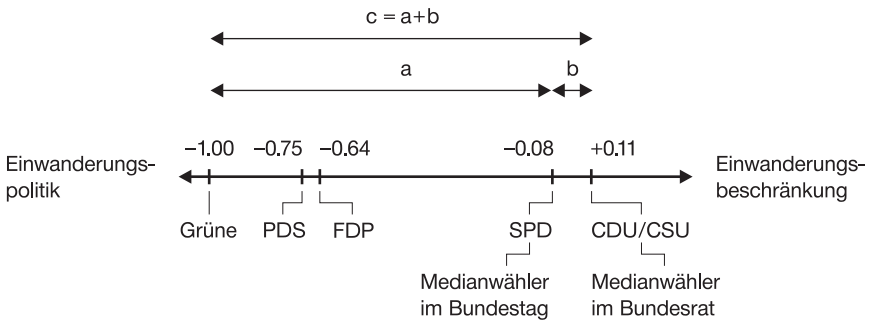 c = a+b
a
b
−1.00 −0.75 −0.64 −0.08 +0.11
Einwanderungs-
politik
Einwanderungs-
beschränkung
Grüne PDS FDP SPD CDU/CSU
Medianwähler
im Bundestag
Medianwähler
im Bundesrat